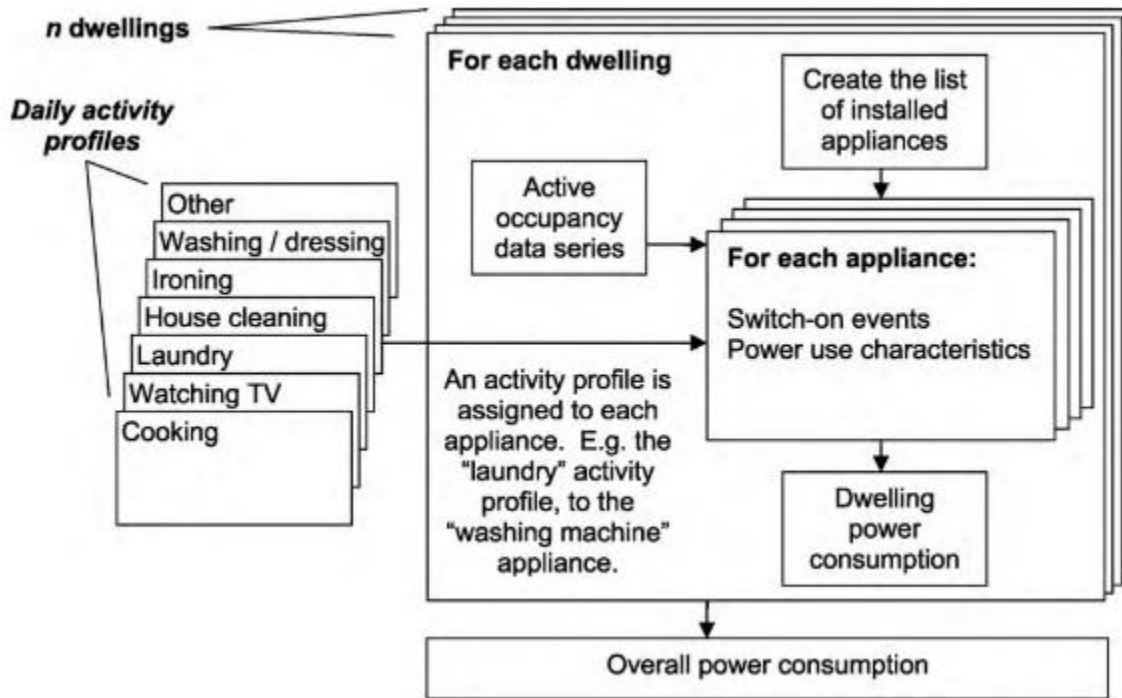 n dwellings
Daily activity
profiles
Other
Washing / dressing
Ironing
House cleaning
Laundry
Watching TV
Cooking
For each dwelling
Create the list
of installed
appliances
Active
occupancy
data series
For each appliance:
Switch-on events
Power use characteristics
An activity profile is
assigned to each
appliance. E.g. the
“laundry” activity
profile, to the
“washing machine”
appliance.
Dwelling
power
consumption
Overall power consumption